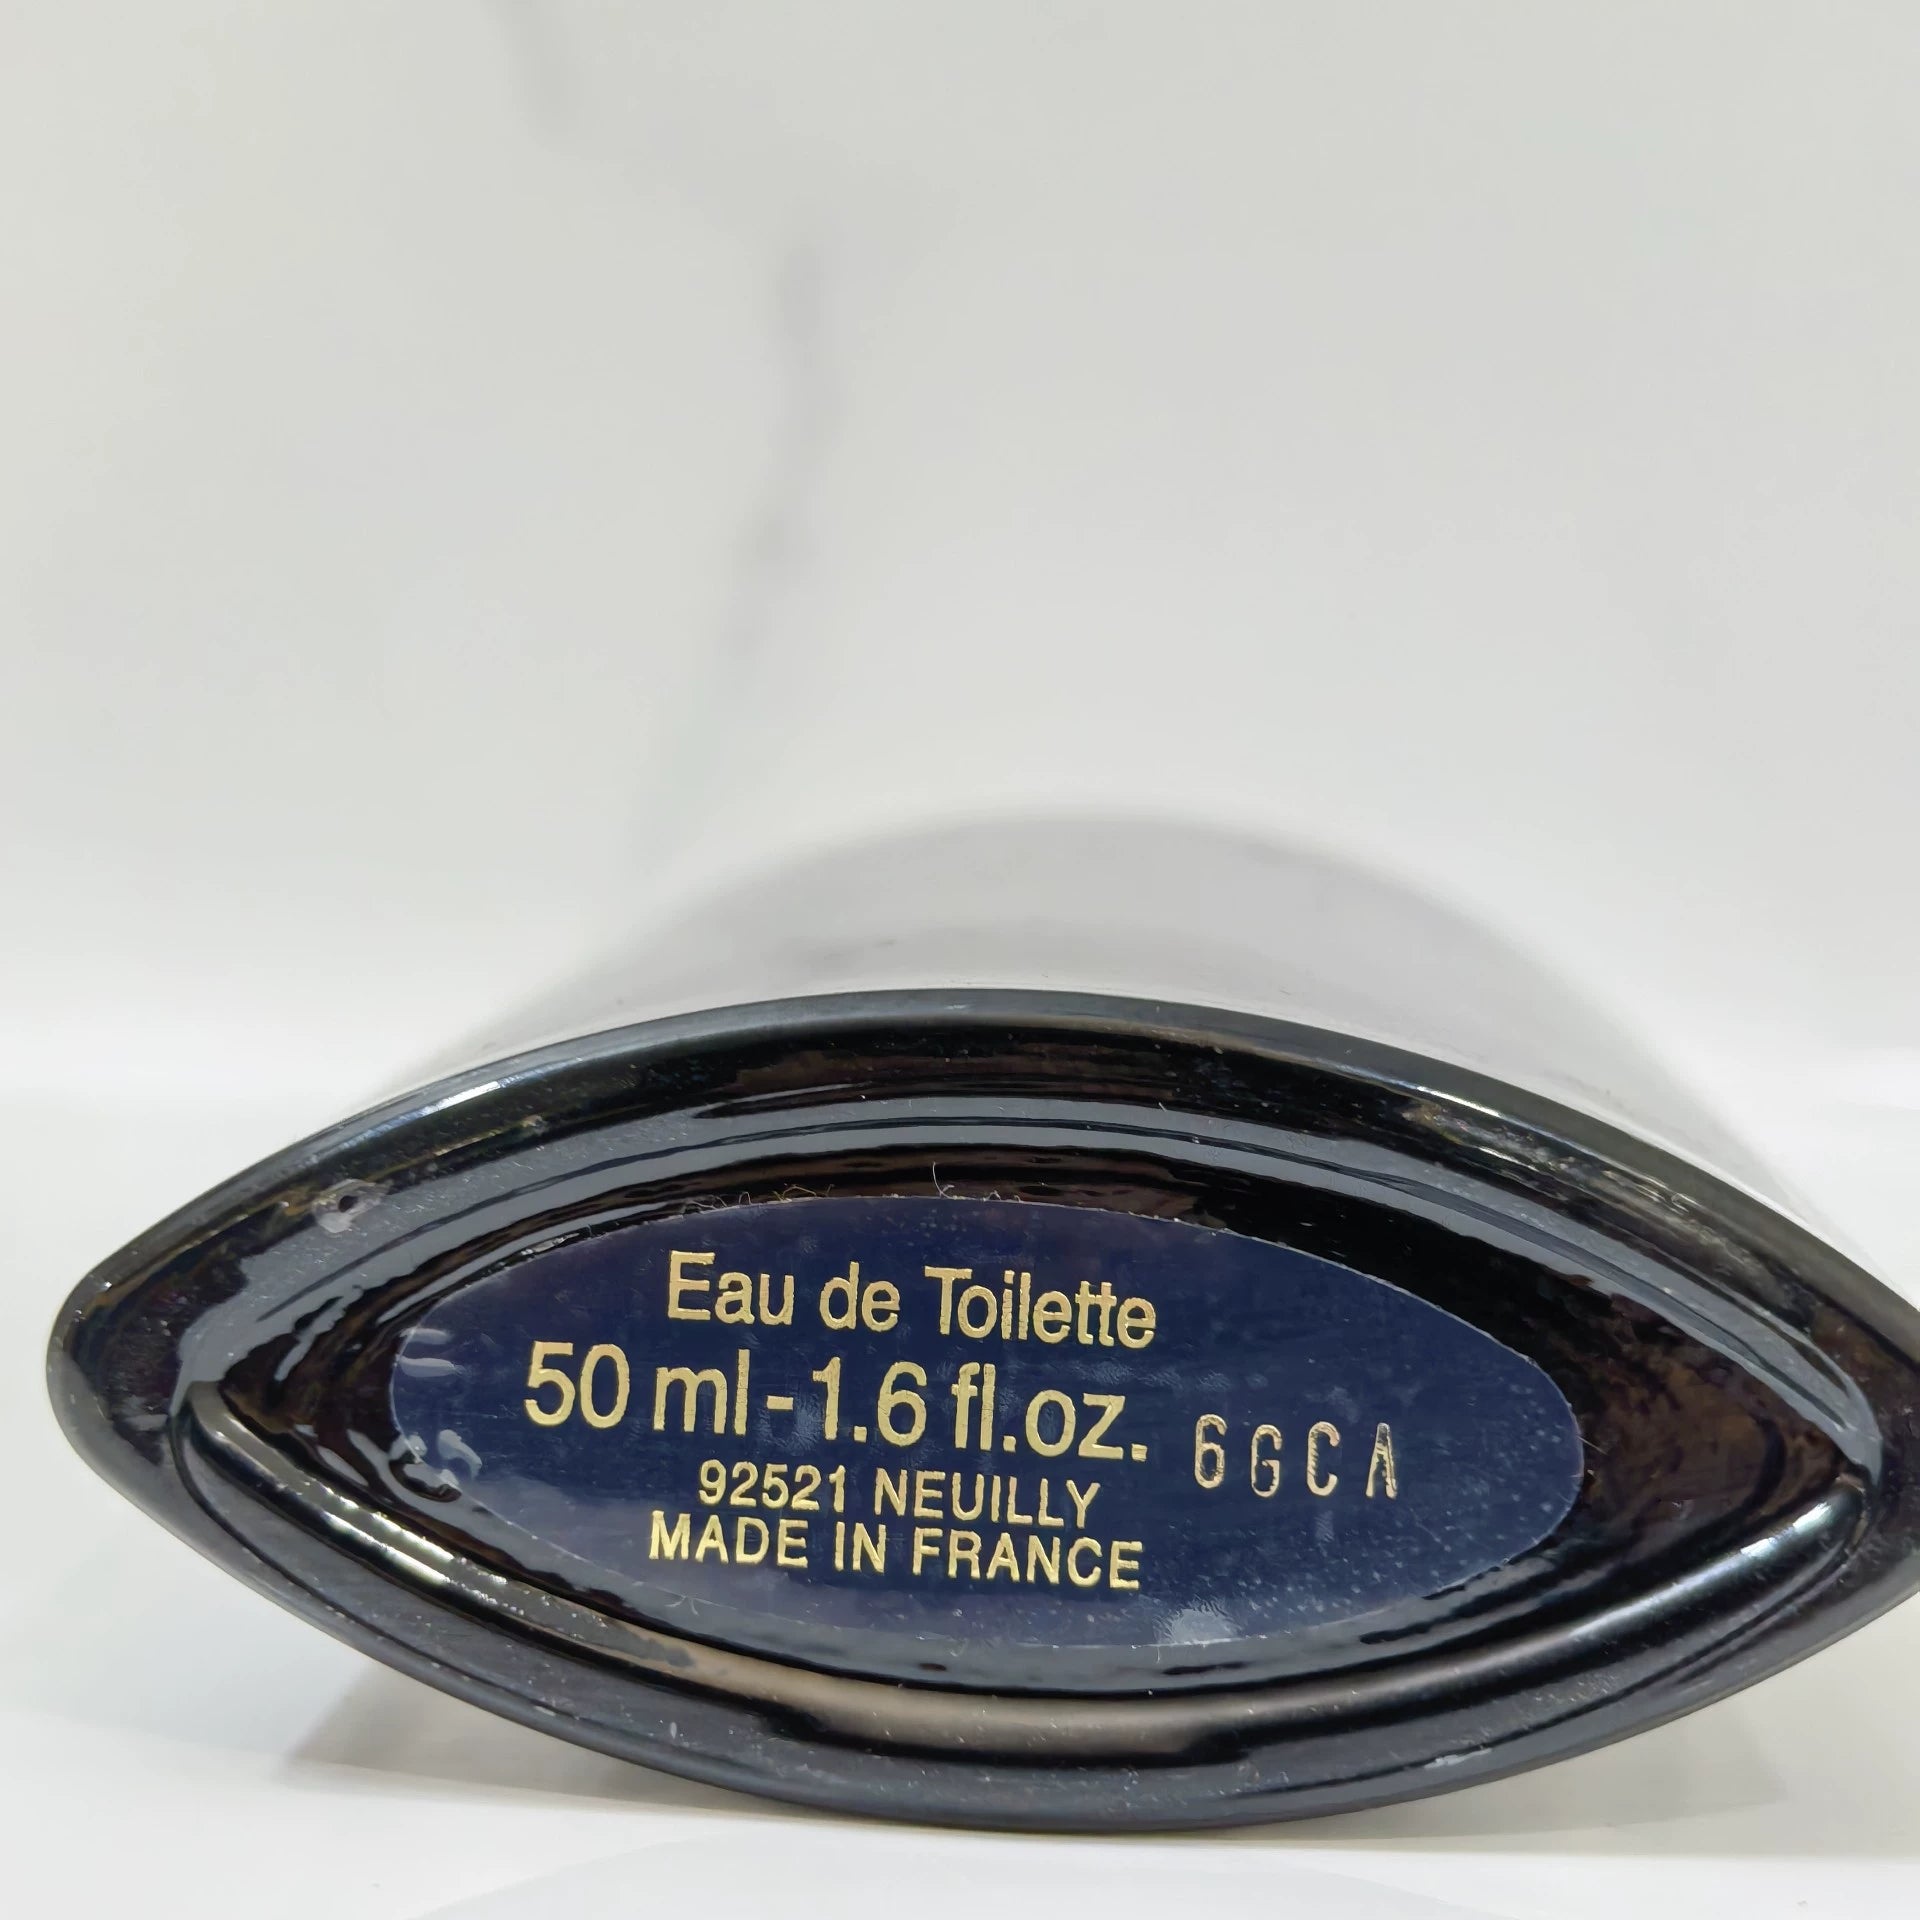 Eau de Toilette
50 ml - 1.6 fl.oz.
6GCA
92521 NEUILLY
MADE IN FRANCE